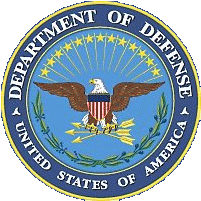 DEPARTMENT OF DEFENSE
UNITED STATES OF AMERICA